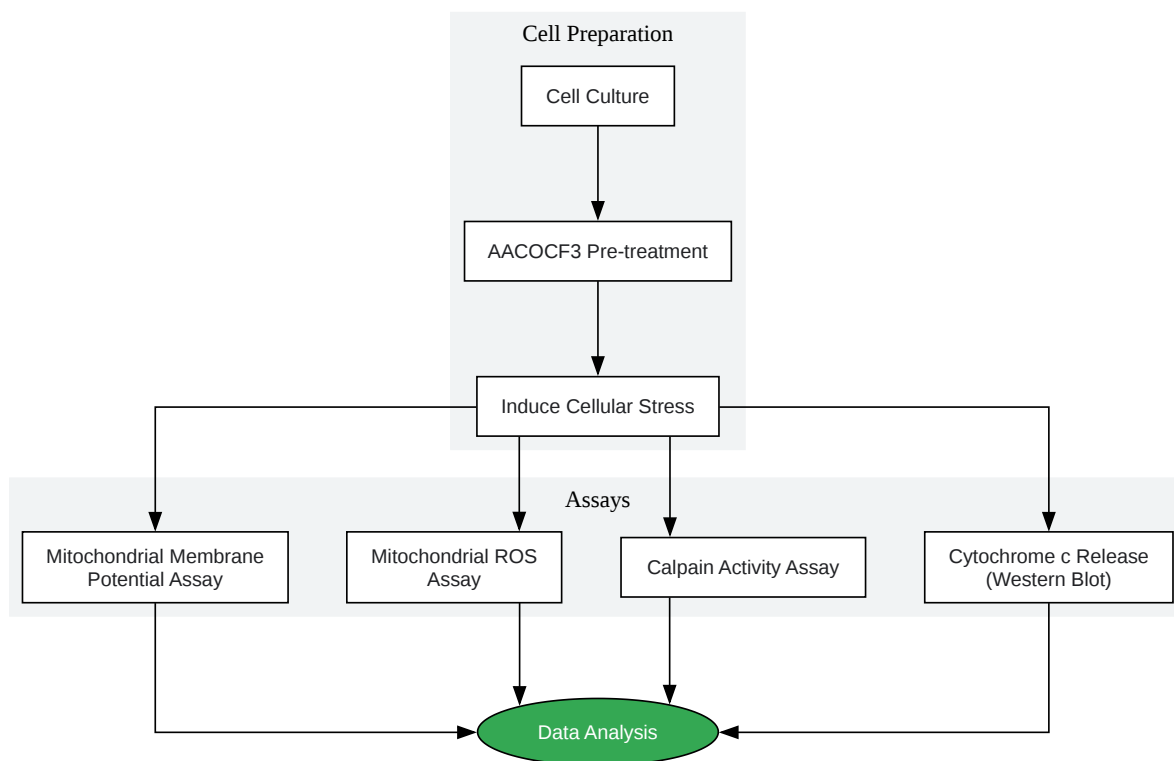 Cell Preparation
Cell Culture
AACOCF3 Pre-treatment
Induce Cellular Stress
Assays
Mitochondrial Membrane
Potential Assay
Mitochondrial ROS
Assay
Calpain Activity Assay
Cytochrome c Release
(Western Blot)
Data Analysis